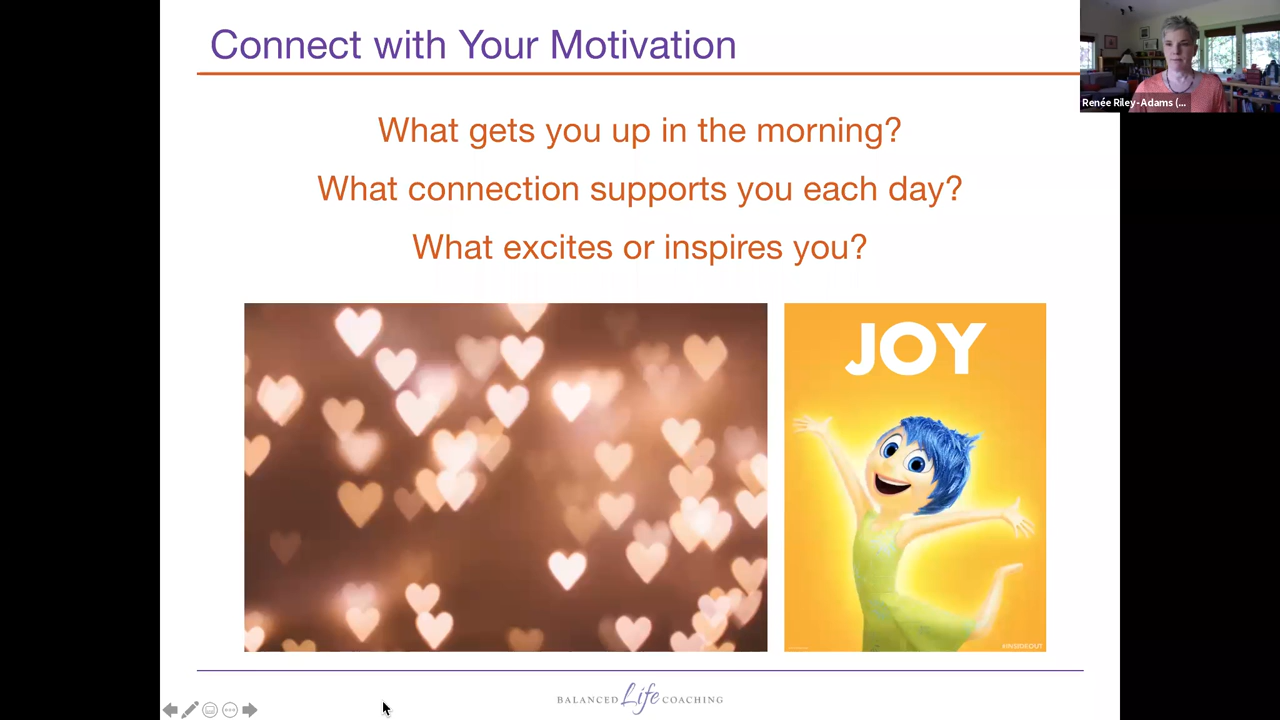 Connect with Your Motivation
Renée Riley-Adams (...
What gets you up in the morning?
What connection supports you each day?
What excites or inspires you?
JOY
#INSIDEOUT
BALANCED Life COACHING